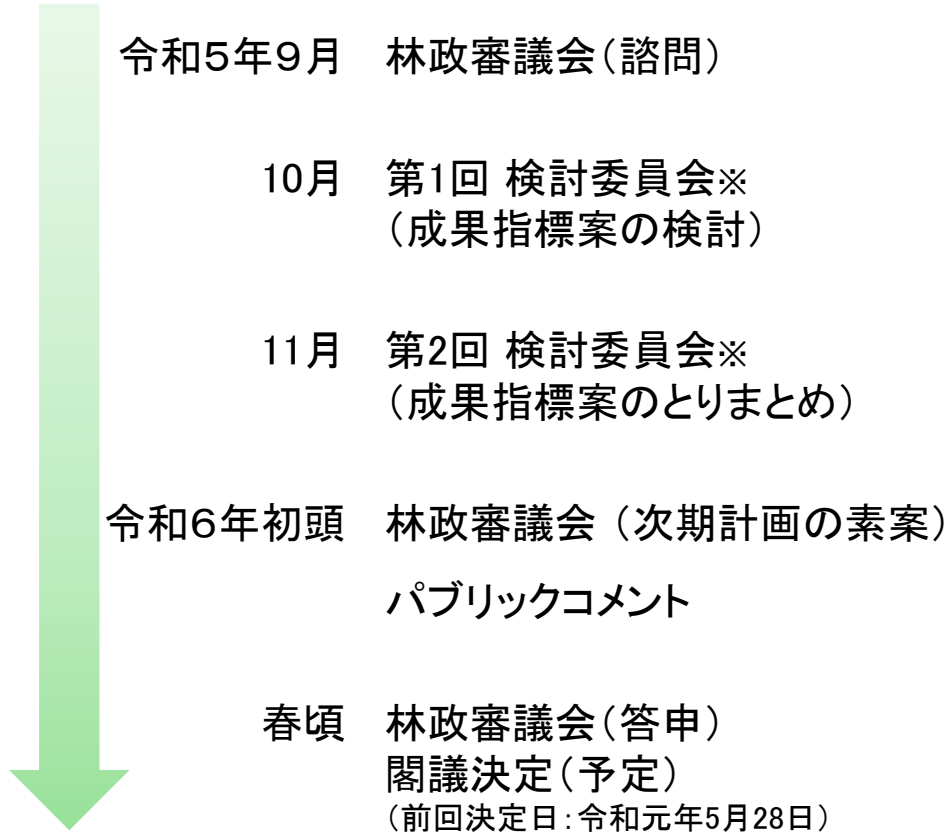 令和5年9月 林政審議会（諮問）
10月 第1回 検討委員会※
（成果指標案の検討）
11月 第2回 検討委員会※
（成果指標案のとりまとめ）
令和6年初頭 林政審議会（次期計画の素案）
パブリックコメント
春頃 林政審議会（答申）
閣議決定（予定）
（前回決定日：令和元年5月28日）